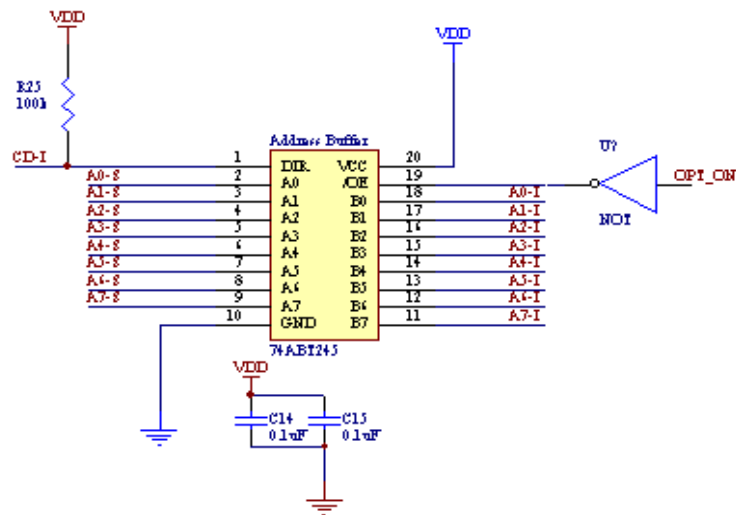 VDD
VDD
R25
100k
Address Buffer
U?
CD-I
1
DIR
VCC
20
OPT_ON
A0-S
2
A0
/OE
19
A1-S
3
A1
B0
18
A0-I
A2-S
4
A2
B1
17
A1-I
NOT
A3-S
5
A3
B2
16
A2-I
A4-S
6
A4
B3
15
A3-I
A5-S
7
A5
B4
14
A4-I
A6-S
8
A6
B5
13
A5-I
A7-S
9
A7
B6
12
A6-I
10
GND
B7
11
A7-I
74ABT245
VDD
C14
0.1uF
C15
0.1uF